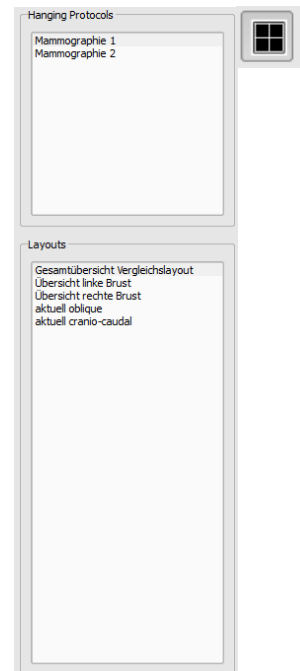 Hanging Protocols
Mammographie 1
Mammographie 2
Layouts
Gesamtübersicht Vergleichslayout
Übersicht linke Brust
Übersicht rechte Brust
aktuell oblique
aktuell cranio-caudal